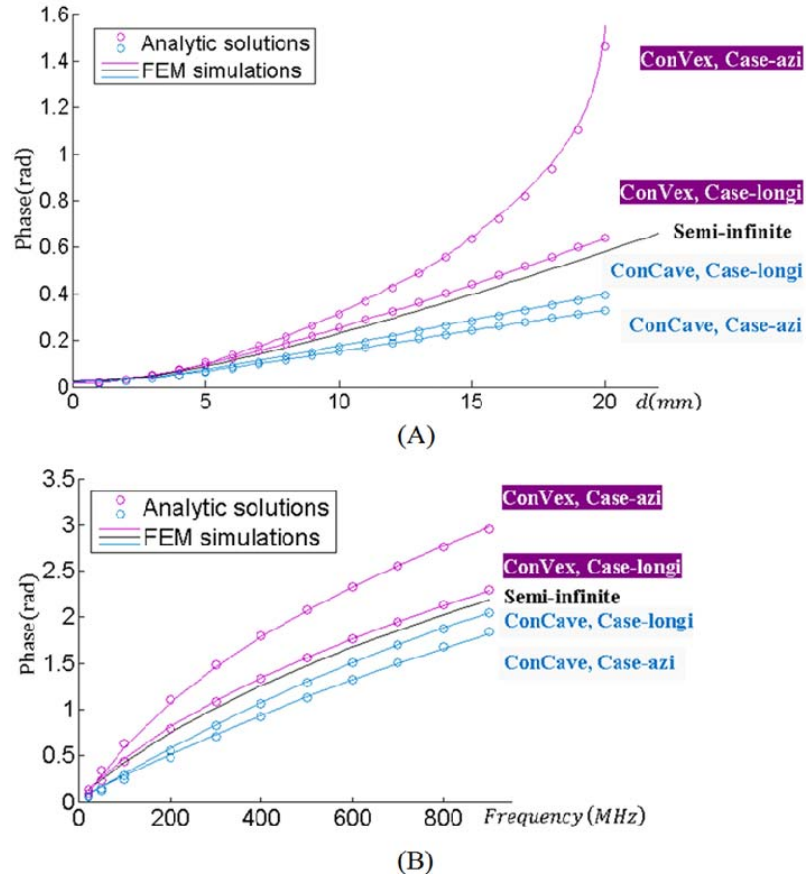 1.6
1.4
1.2
1
0.8
0.6
0.4
0.2
0
Phase(rad)
Analytic solutions
FEM simulations
ConVex, Case-azi
ConVex, Case-longi
Semi-infinite
ConCave, Case-longi
ConCave, Case-azi
0 5 10 15 20 d(mm)
(A)
3.5
3
2.5
2
1.5
1
0.5
0
Phase(rad)
Analytic solutions
FEM simulations
ConVex, Case-azi
ConVex, Case-longi
Semi-infinite
ConCave, Case-longi
ConCave, Case-azi
0 200 400 600 800 Frequency(MHz)
(B)